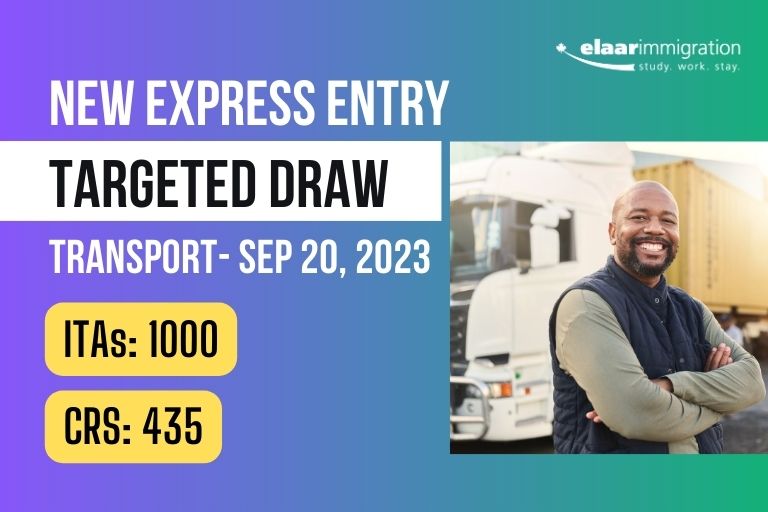 elaarimmigration
study. work. stay.
NEW EXPRESS ENTRY
TARGETED DRAW
TRANSPORT- SEP 20, 2023
ITAs: 1000
CRS: 435